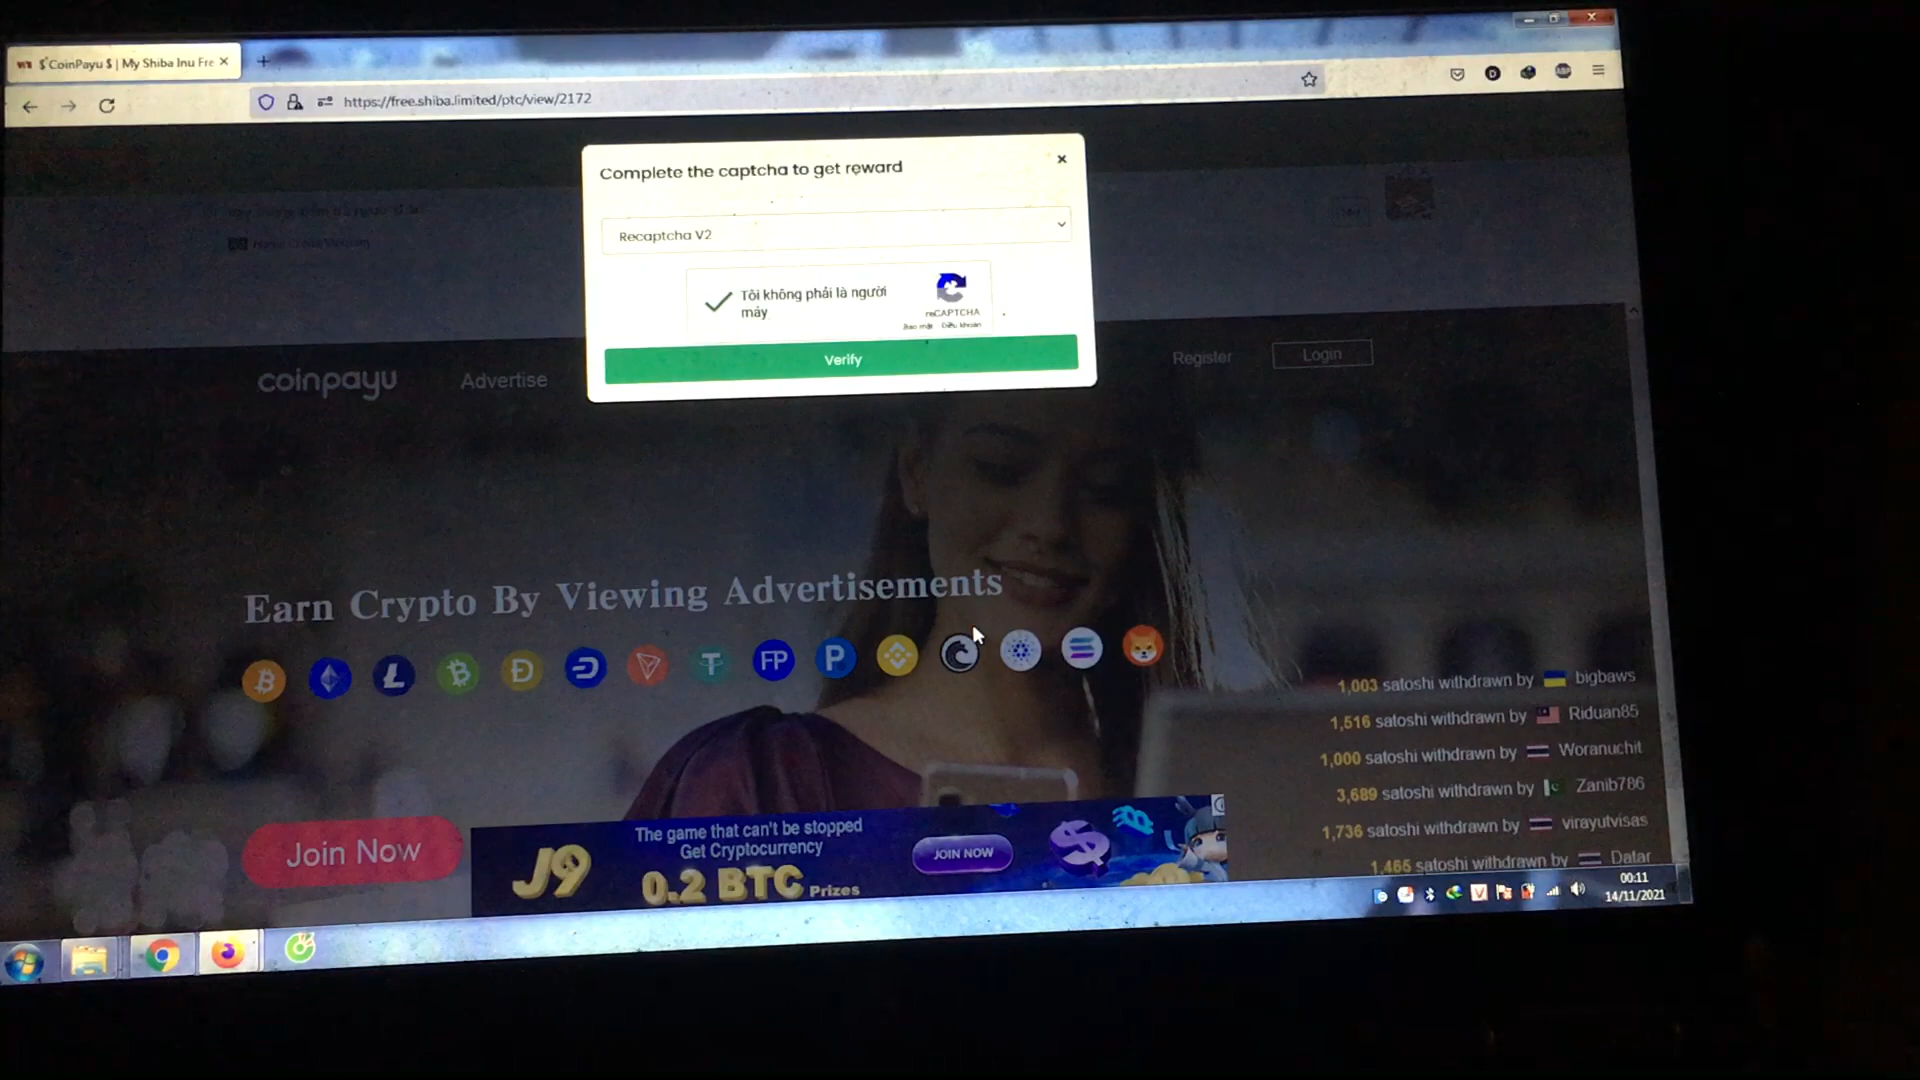 $ CoinPayu $ | My Shiba Inu Fre
https://free.shiba.limited/ptc/view/2172
Complete the captcha to get reward
Recaptcha V2
Tôi không phải là người
máy
reCAPTCHA
Bảo mật Điều khoản
Verify
coinpayu
Advertise
Register
Login
Earn Crypto By Viewing Advertisements
FP
1,003 satoshi withdrawn by bigbaws
1,516 satoshi withdrawn by Riduan85
1,000 satoshi withdrawn by Woranuchit
3,689 satoshi withdrawn by Zanib786
1,736 satoshi withdrawn by virayutvisas
1,465 satoshi withdrawn by Datar
Join Now
J9
The game that can't be stopped
Get Cryptocurrency
0.2 BTC Prizes
JOIN NOW
00:11
14/11/2021